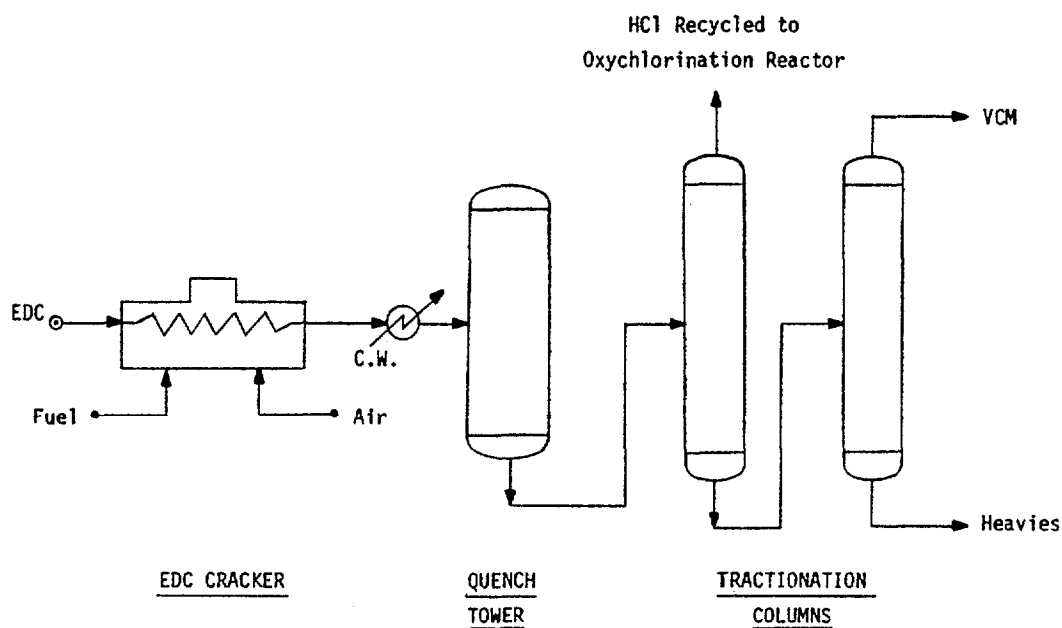 HCl Recycled to
Oxychlorination Reactor
VCM
EDC
C.W.
Fuel
Air
Heavies
EDC CRACKER
QUENCH
TOWER
TRACTIONATION
COLUMNS